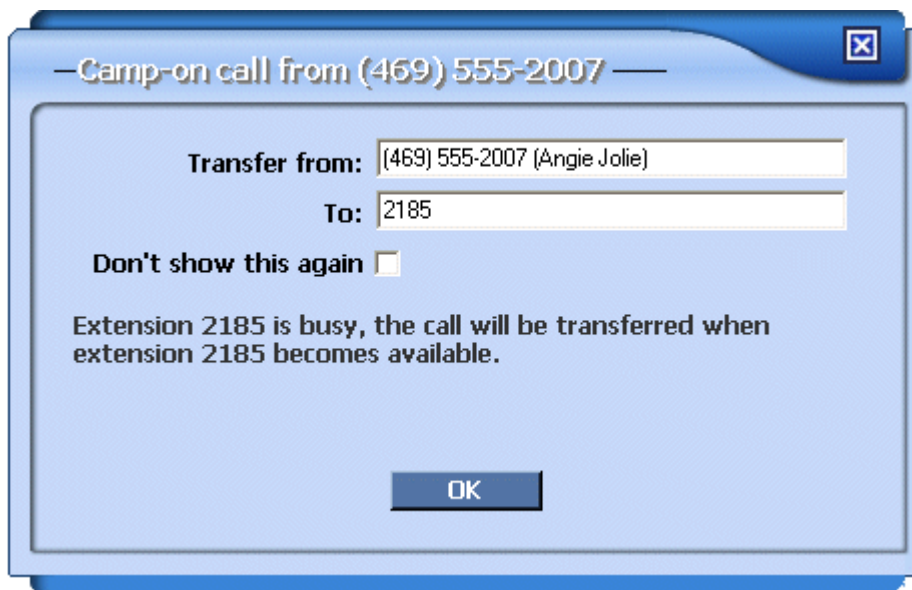 Camp-on call from (469) 555-2007
Transfer from: (469) 555-2007 (Angie Jolie)
To: 2185
Don't show this again
Extension 2185 is busy, the call will be transferred when
extension 2185 becomes available.
OK